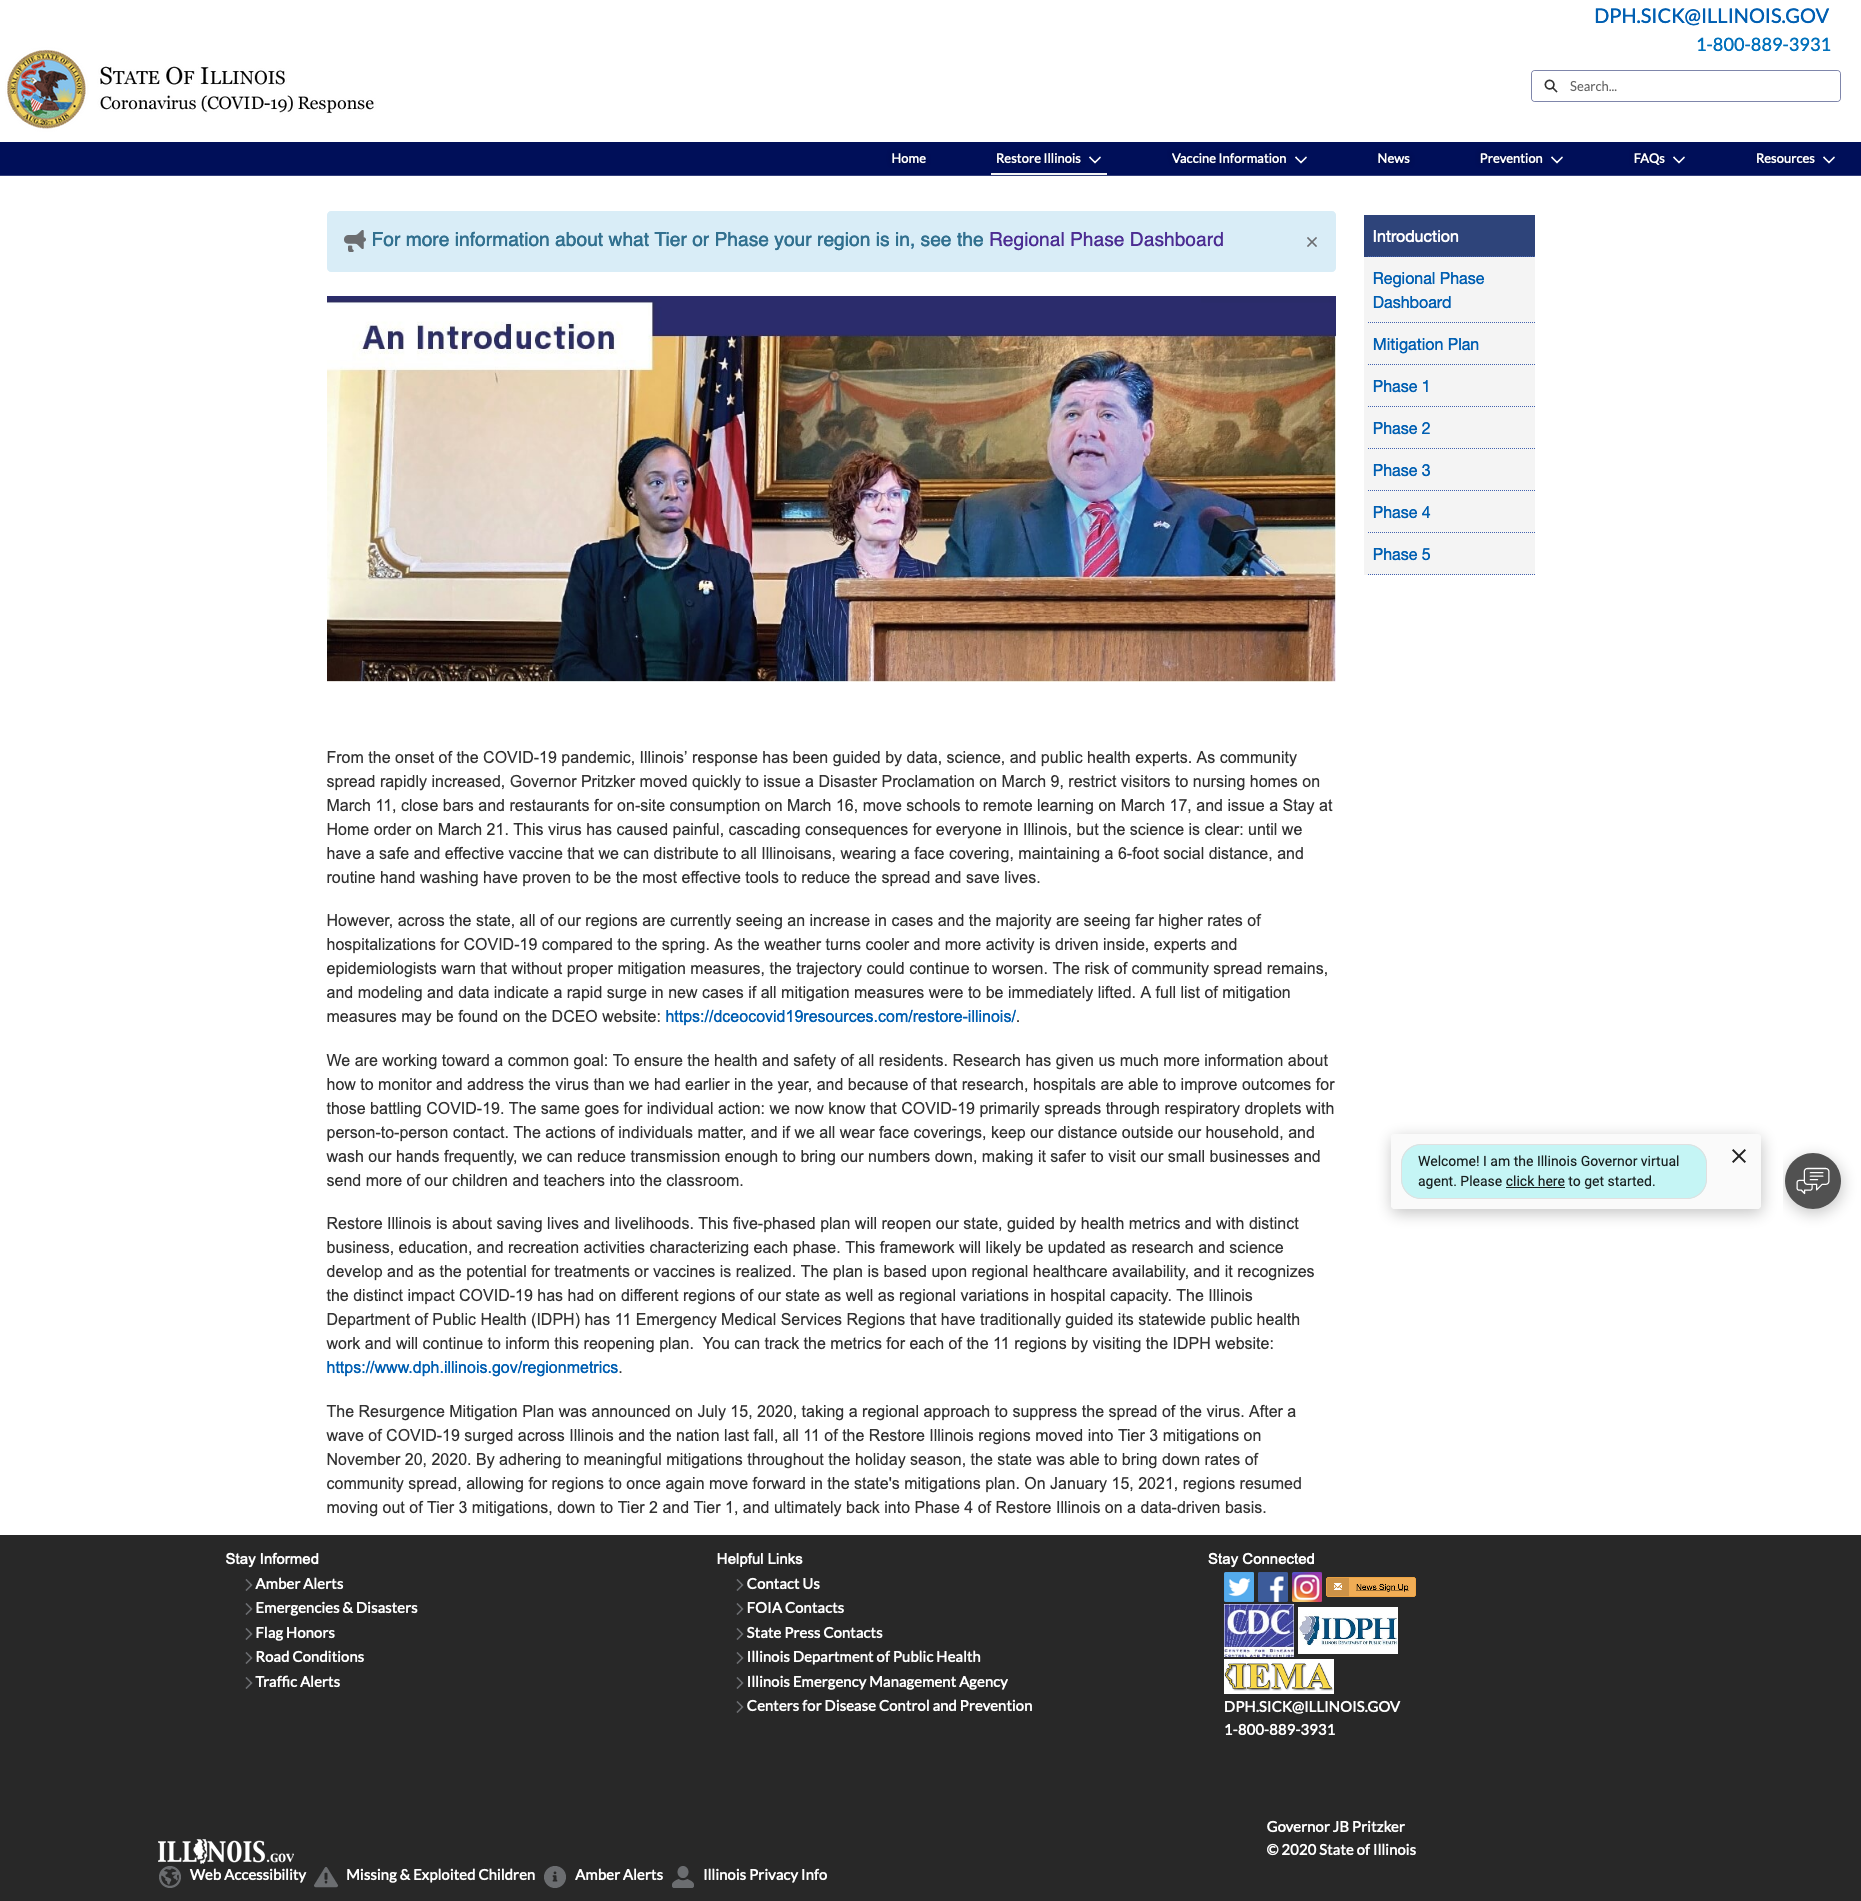 DPH.SICK@ILLINOIS.GOV
1-800-889-3931
STATE OF ILLINOIS
Coronavirus (COVID-19) Response
Search...
Home
Restore Illinois
Vaccine Information
News
Prevention
FAQs
Resources
For more information about what Tier or Phase your region is in, see the Regional Phase Dashboard
×
Introduction
Regional Phase
Dashboard
Mitigation Plan
Phase 1
Phase 2
Phase 3
Phase 4
Phase 5
An Introduction
From the onset of the COVID-19 pandemic, Illinois’ response has been guided by data, science, and public health experts. As community
spread rapidly increased, Governor Pritzker moved quickly to issue a Disaster Proclamation on March 9, restrict visitors to nursing homes on
March 11, close bars and restaurants for on-site consumption on March 16, move schools to remote learning on March 17, and issue a Stay at
Home order on March 21. This virus has caused painful, cascading consequences for everyone in Illinois, but the science is clear: until we
have a safe and effective vaccine that we can distribute to all Illinoisans, wearing a face covering, maintaining a 6-foot social distance, and
routine hand washing have proven to be the most effective tools to reduce the spread and save lives.
However, across the state, all of our regions are currently seeing an increase in cases and the majority are seeing far higher rates of
hospitalizations for COVID-19 compared to the spring. As the weather turns cooler and more activity is driven inside, experts and
epidemiologists warn that without proper mitigation measures, the trajectory could continue to worsen. The risk of community spread remains,
and modeling and data indicate a rapid surge in new cases if all mitigation measures were to be immediately lifted. A full list of mitigation
measures may be found on the DCEO website: https://dceocovid19resources.com/restore-illinois/.
We are working toward a common goal: To ensure the health and safety of all residents. Research has given us much more information about
how to monitor and address the virus than we had earlier in the year, and because of that research, hospitals are able to improve outcomes for
those battling COVID-19. The same goes for individual action: we now know that COVID-19 primarily spreads through respiratory droplets with
person-to-person contact. The actions of individuals matter, and if we all wear face coverings, keep our distance outside our household, and
wash our hands frequently, we can reduce transmission enough to bring our numbers down, making it safer to visit our small businesses and
send more of our children and teachers into the classroom.
Welcome! I am the Illinois Governor virtual
agent. Please click here to get started.
Restore Illinois is about saving lives and livelihoods. This five-phased plan will reopen our state, guided by health metrics and with distinct
business, education, and recreation activities characterizing each phase. This framework will likely be updated as research and science
develop and as the potential for treatments or vaccines is realized. The plan is based upon regional healthcare availability, and it recognizes
the distinct impact COVID-19 has had on different regions of our state as well as regional variations in hospital capacity. The Illinois
Department of Public Health (IDPH) has 11 Emergency Medical Services Regions that have traditionally guided its statewide public health
work and will continue to inform this reopening plan.  You can track the metrics for each of the 11 regions by visiting the IDPH website:
https://www.dph.illinois.gov/regionmetrics.
The Resurgence Mitigation Plan was announced on July 15, 2020, taking a regional approach to suppress the spread of the virus. After a
wave of COVID-19 surged across Illinois and the nation last fall, all 11 of the Restore Illinois regions moved into Tier 3 mitigations on
November 20, 2020. By adhering to meaningful mitigations throughout the holiday season, the state was able to bring down rates of
community spread, allowing for regions to once again move forward in the state's mitigations plan. On January 15, 2021, regions resumed
moving out of Tier 3 mitigations, down to Tier 2 and Tier 1, and ultimately back into Phase 4 of Restore Illinois on a data-driven basis.
Stay Informed
Amber Alerts
Emergencies & Disasters
Flag Honors
Road Conditions
Traffic Alerts
Helpful Links
Contact Us
FOIA Contacts
State Press Contacts
Illinois Department of Public Health
Illinois Emergency Management Agency
Centers for Disease Control and Prevention
Stay Connected
News Sign Up
CDC
IDPH
IEMA
DPH.SICK@ILLINOIS.GOV
1-800-889-3931
Governor JB Pritzker
© 2020 State of Illinois
ILLINOIS.GOV
Web Accessibility
Missing & Exploited Children
Amber Alerts
Illinois Privacy Info